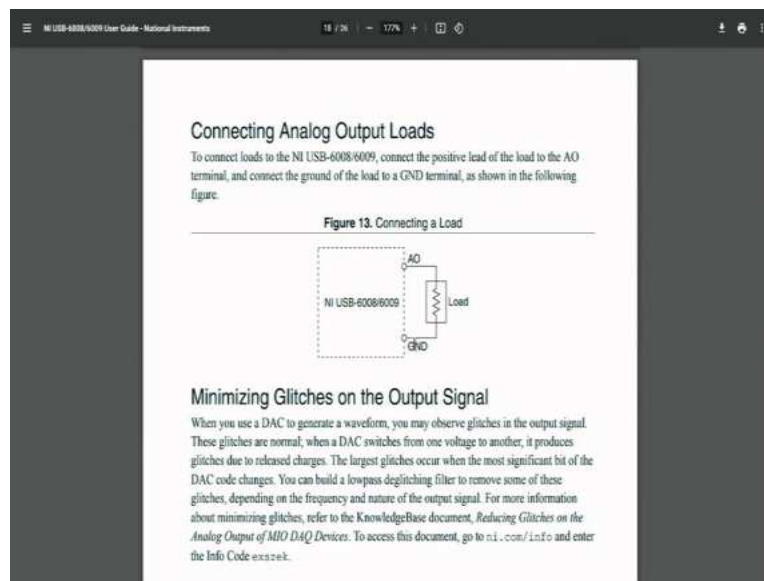 NI USB-6008/6009 User Guide - National Instruments
18 / 26 | − 177% +
Connecting Analog Output Loads
To connect loads to the NI USB-6008/6009, connect the positive lead of the load to the AO
terminal, and connect the ground of the load to a GND terminal, as shown in the following
figure.
Figure 13. Connecting a Load
AO
NI USB-6008/6009
Load
GND
Minimizing Glitches on the Output Signal
When you use a DAC to generate a waveform, you may observe glitches in the output signal.
These glitches are normal; when a DAC switches from one voltage to another, it produces
glitches due to released charges. The largest glitches occur when the most significant bit of the
DAC code changes. You can build a lowpass deglitching filter to remove some of these
glitches, depending on the frequency and nature of the output signal. For more information
about minimizing glitches, refer to the KnowledgeBase document, Reducing Glitches on the
Analog Output of MIO DAQ Devices. To access this document, go to ni.com/info and enter
the Info Code exszek.